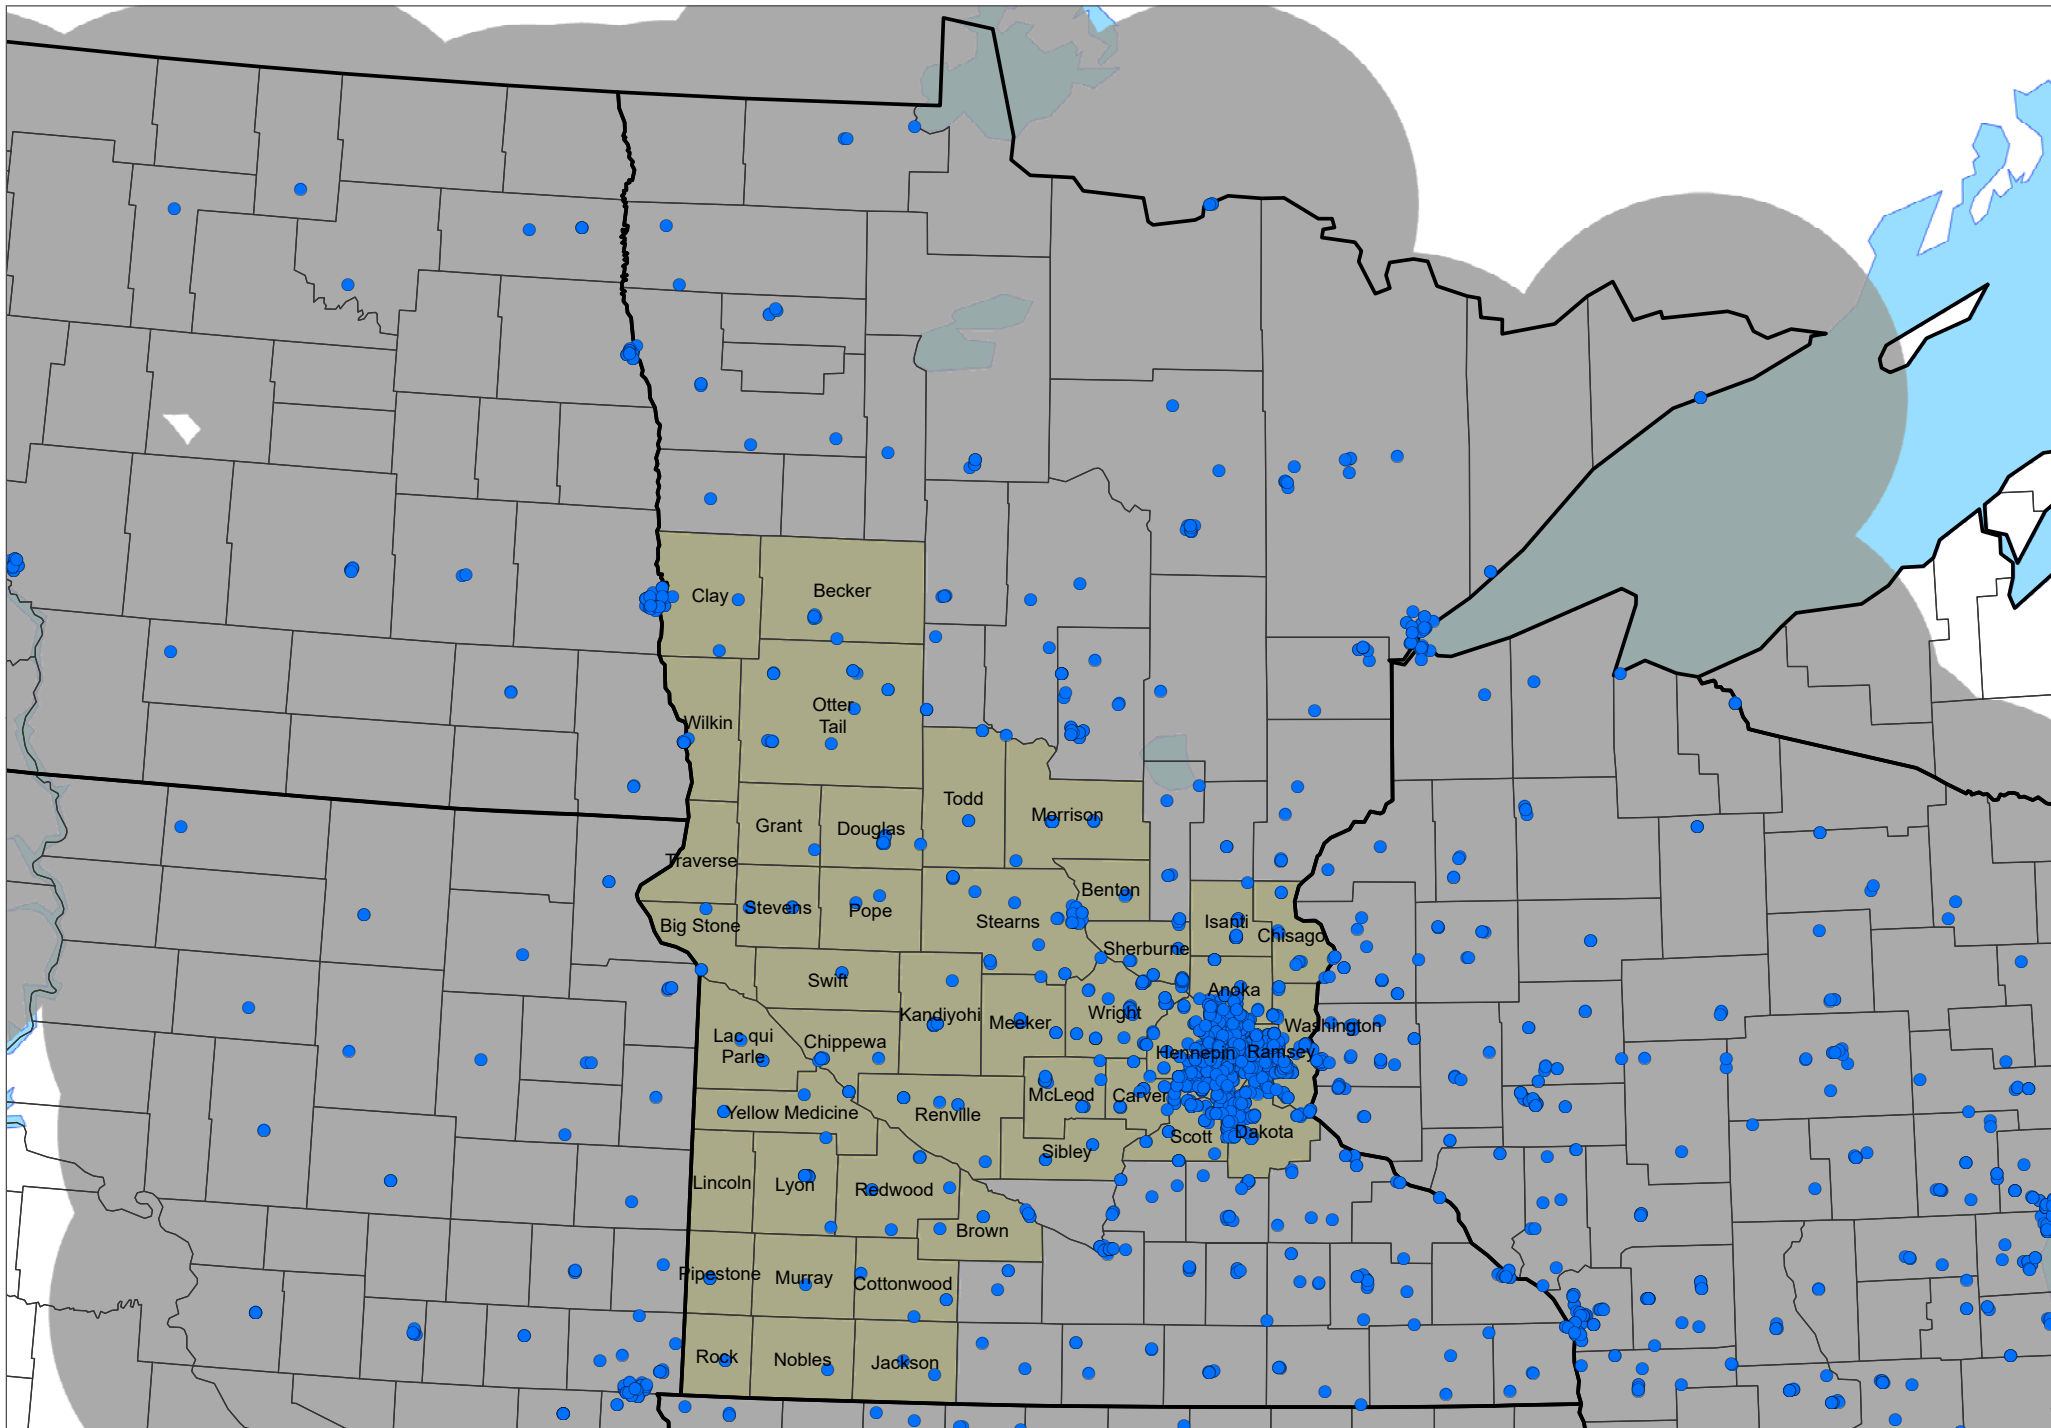 Clay
Becker
Otter
Tail
Wilkin
Todd
Morrison
Grant
Douglas
Traverse
Benton
Stevens
Pope
Big Stone
Stearns
Isanti
Chisago
Sherburne
Swift
Anoka
Kandiyohi
Meeker
Wright
Washington
Lac qui
Parle
Chippewa
Hennepin
Ramsey
McLeod
Carver
Yellow Medicine
Renville
Scott
Dakota
Sibley
Lincoln
Lyon
Redwood
Brown
Pipestone
Murray
Cottonwood
Rock
Nobles
Jackson